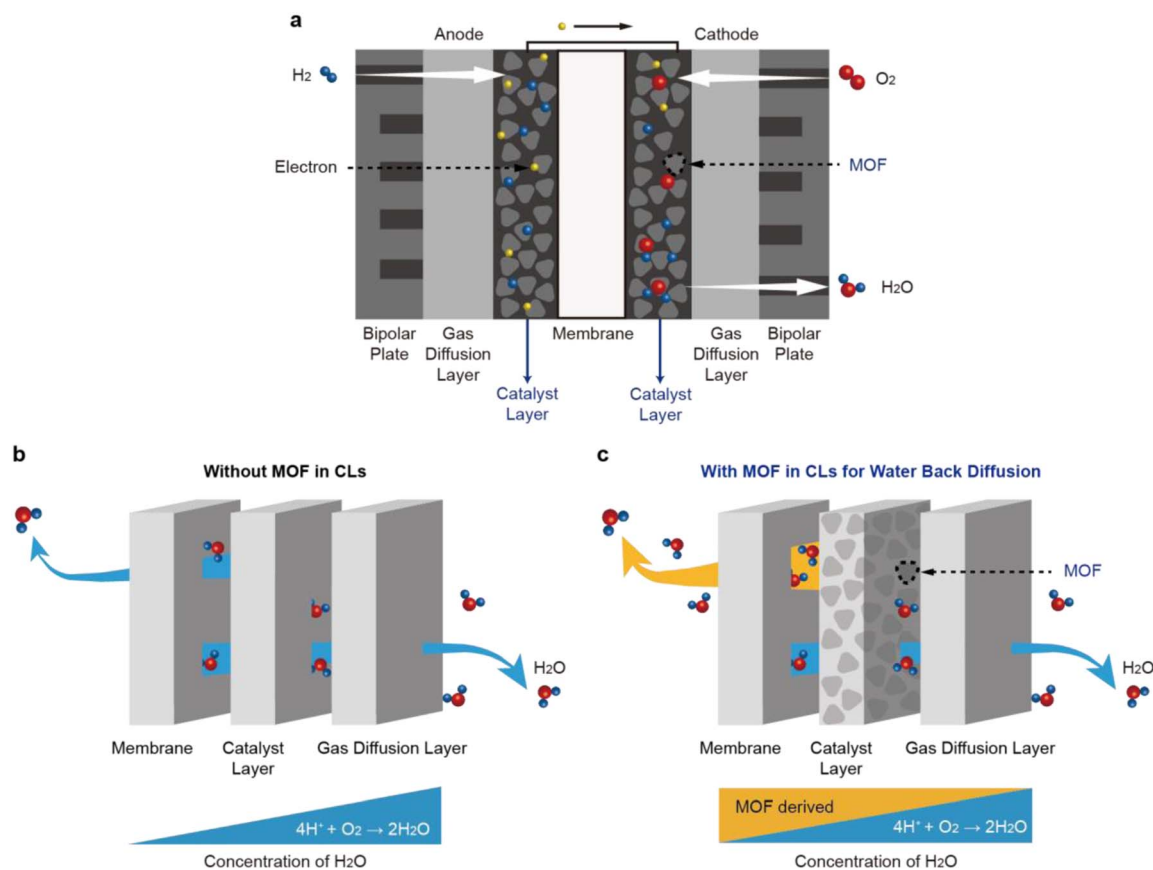 a
Anode
Cathode
H2
O2
Electron
MOF
H2O
Bipolar
Plate
Gas
Diffusion
Layer
Membrane
Gas
Diffusion
Layer
Bipolar
Plate
Catalyst
Layer
Catalyst
Layer
b
Without MOF in CLs
H2O
Membrane
Catalyst
Layer
Gas Diffusion Layer
4H+ + O2 → 2H2O
Concentration of H2O
c
With MOF in CLs for Water Back Diffusion
MOF
H2O
Membrane
Catalyst
Layer
Gas Diffusion Layer
MOF derived
4H+ + O2 → 2H2O
Concentration of H2O